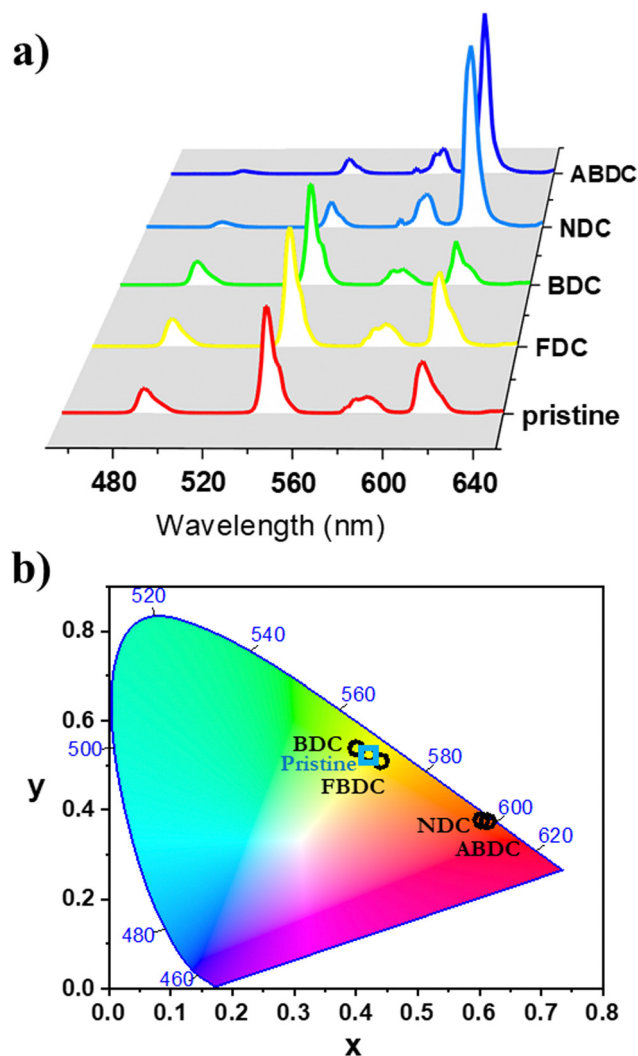 a)
ABDC
NDC
BDC
FDC
pristine
480 520 560 600 640
Wavelength (nm)
b)
520
540
560
580
600
620
500
480
460
BDC
Pristine
FBDC
NDC
ABDC
0.8
0.6
0.4
0.2
0.0
y
0.0 0.1 0.2 0.3 0.4 0.5 0.6 0.7 0.8
x